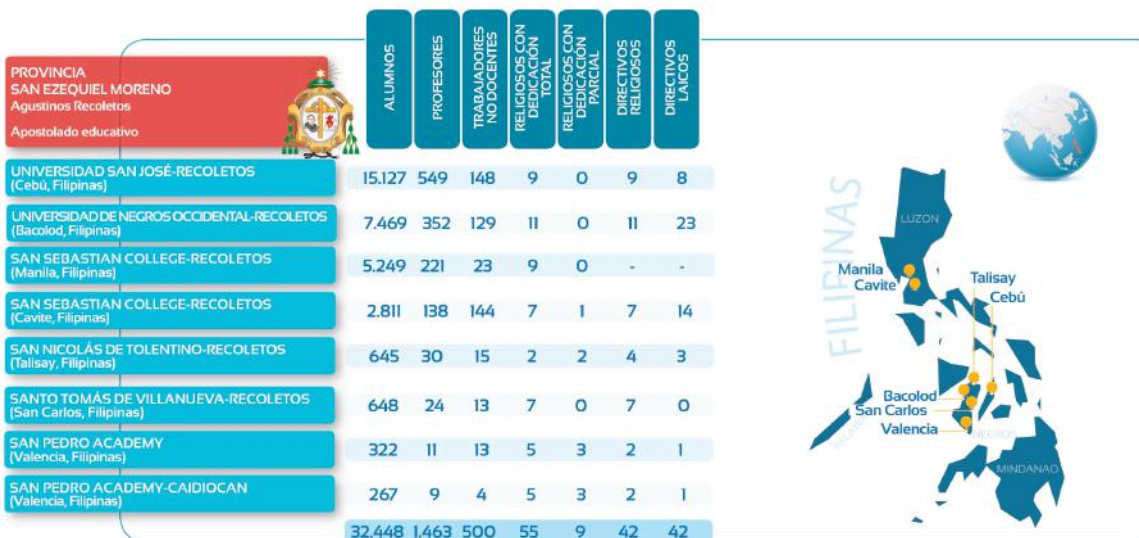 PROVINCIA
SAN EZEQUIEL MORENO
Agustinos Recoletos
Apostolado educativo
ALUMNOS
PROFESORES
TRABAJADORES
NO DOCENTES
RELIGIOSOS CON
DEDICACIÓN
TOTAL
RELIGIOSOS CON
DEDICACIÓN
PARCIAL
DIRECTIVOS
RELIGIOSOS
DIRECTIVOS
LAICOS
UNIVERSIDAD SAN JOSÉ-RECOLETOS
(Cebú, Filipinas)
15.127 549 148 9 0 9 8
UNIVERSIDAD DE NEGROS OCCIDENTAL-RECOLETOS
(Bacolod, Filipinas)
7.469 352 129 11 0 11 23
SAN SEBASTIAN COLLEGE-RECOLETOS
(Manila, Filipinas)
5.249 221 23 9 0 - -
SAN SEBASTIAN COLLEGE-RECOLETOS
(Cavite, Filipinas)
2.811 138 144 7 1 7 14
SAN NICOLÁS DE TOLENTINO-RECOLETOS
(Talisay, Filipinas)
645 30 15 2 2 4 3
SANTO TOMÁS DE VILLANUEVA-RECOLETOS
(San Carlos, Filipinas)
648 24 13 7 0 7 0
SAN PEDRO ACADEMY
(Valencia, Filipinas)
322 11 13 5 3 2 1
SAN PEDRO ACADEMY-CAIDIOCAN
(Valencia, Filipinas)
267 9 4 5 3 2 1
32.448 1.463 500 55 9 42 42
FILIPINAS
LUZON
Manila
Cavite
Talisay
Cebú
Bacolod
San Carlos
Valencia
NEGROS
MINDANAO